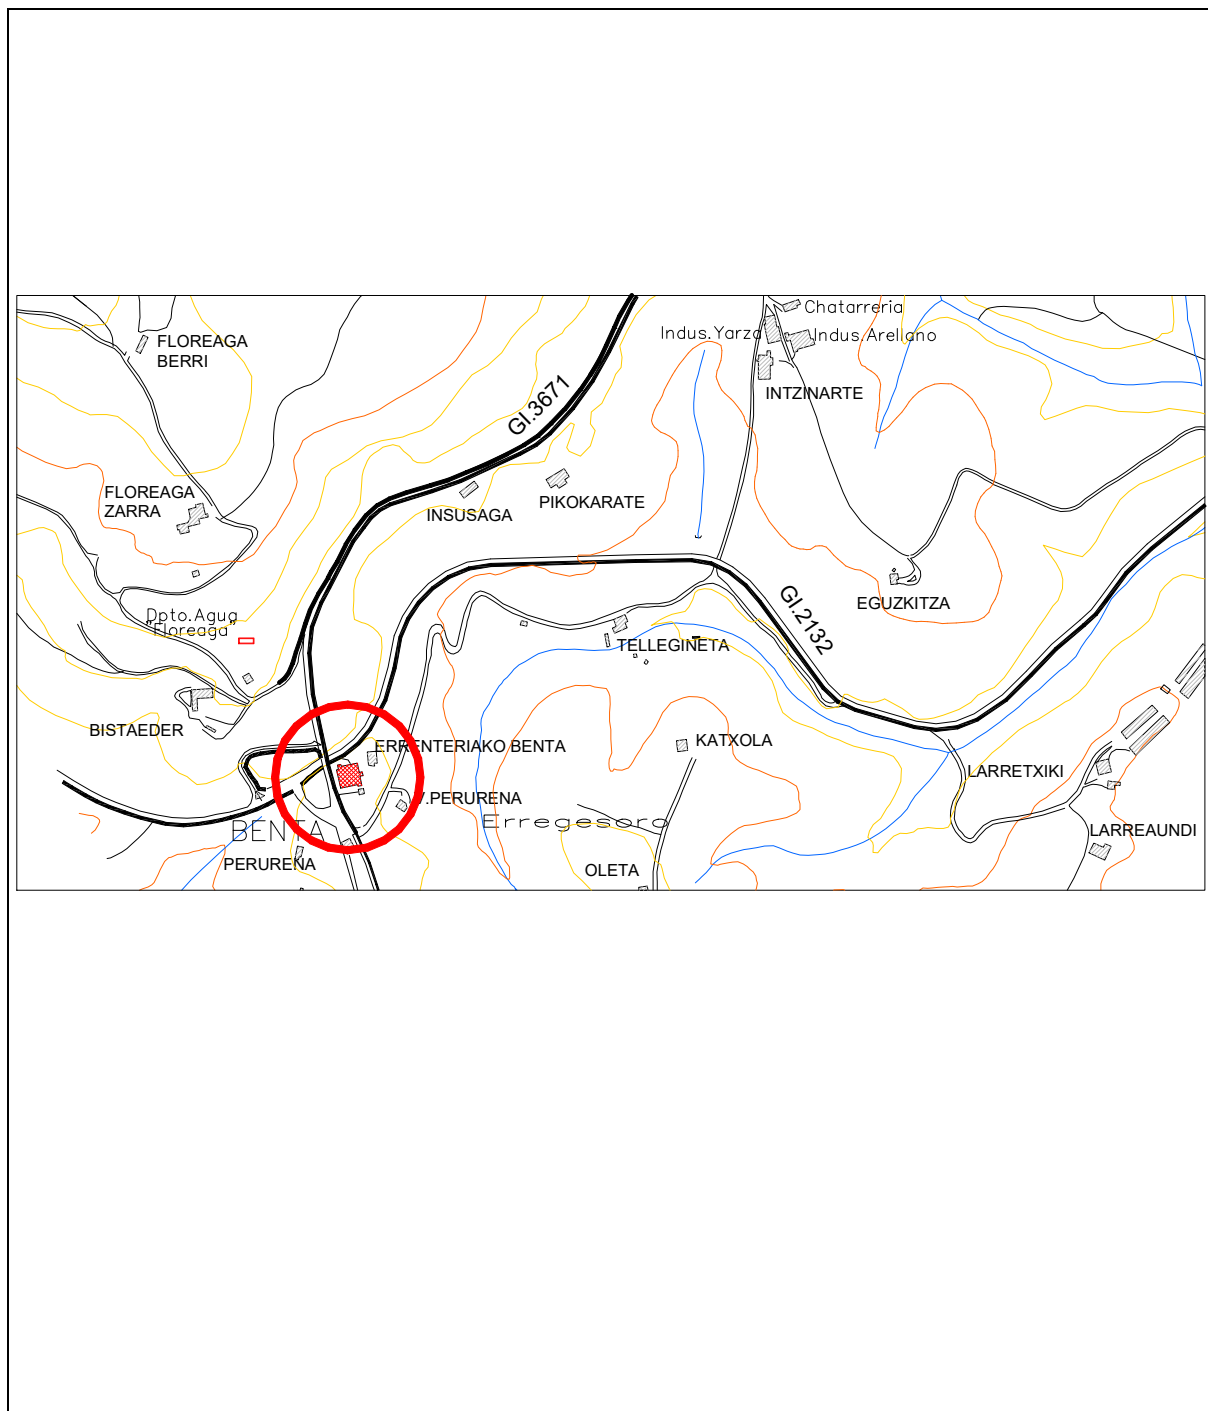 Chatarreria
Indus.Yarza
Indus.Arellano
FLOREAGA
BERRI
INTZINARTE
GI.3671
FLOREAGA
ZARRA
PIKOKARATE
INSUSAGA
EGUZKITZA
Dpto.Agua
"Floreaga"
GI.2132
TELLEGINETA
BISTAEDER
KATXOLA
ERRENTERIAKO BENTA
LARRETXIKI
V.PERURENA
Erregesoro
BENTA
LARREAUNDI
PERURENA
OLETA